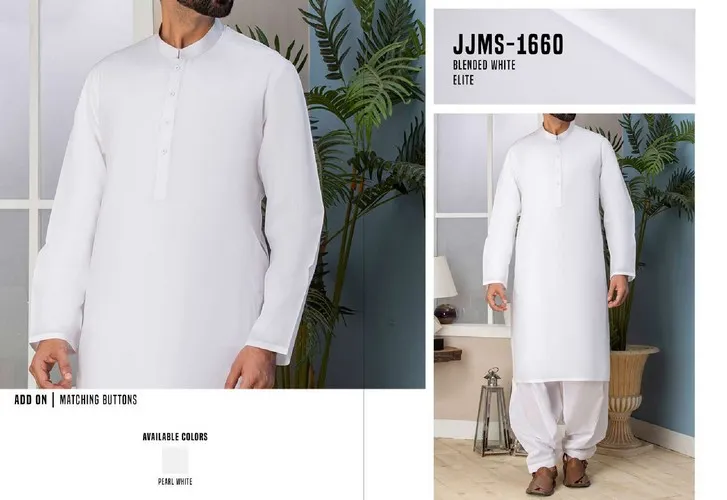 JJMS-1660
BLENDED WHITE
ELITE
ADD ON | MATCHING BUTTONS
AVAILABLE COLORS
PEARL WHITE